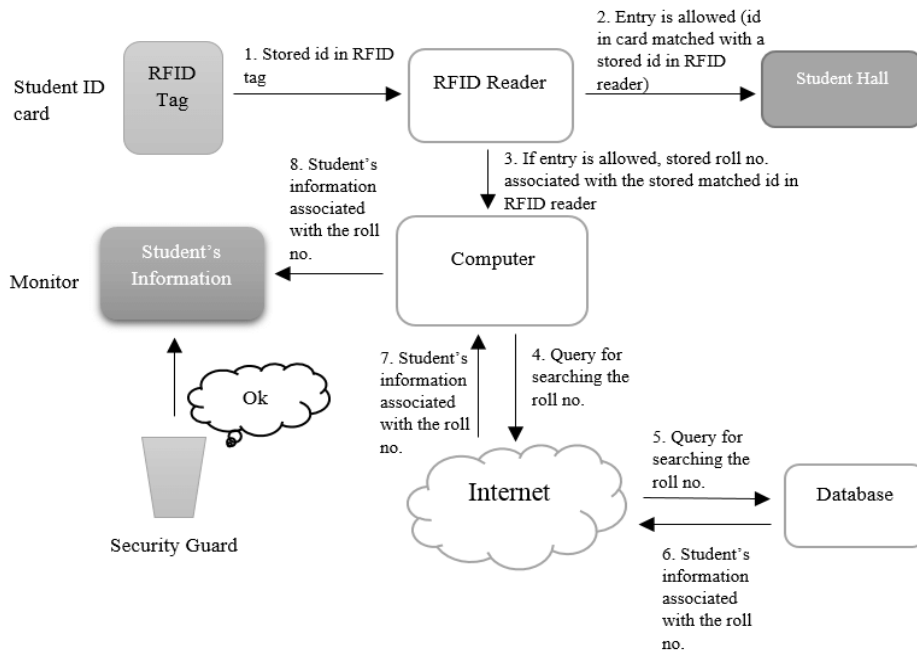 Student ID
card
RFID
Tag
1. Stored id in RFID
tag
RFID Reader
2. Entry is allowed (id
in card matched with a
stored id in RFID
reader)
Student Hall
3. If entry is allowed, stored roll no.
associated with the stored matched id in
RFID reader
8. Student’s
information
associated
with the roll
no.
Monitor
Student’s
Information
Computer
7. Student’s
information
associated
with the roll
no.
4. Query for
searching the
roll no.
Ok
Security Guard
Internet
5. Query for
searching the
roll no.
Database
6. Student’s
information
associated
with the roll
no.